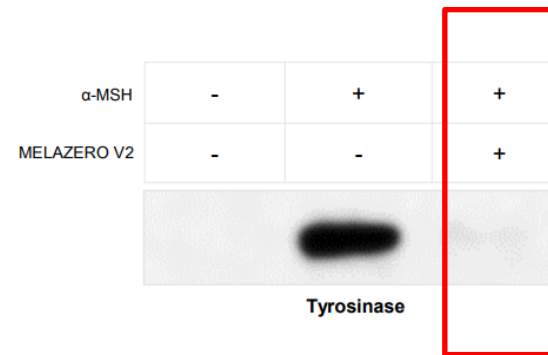 α-MSH - + +
MELAZERO V2 - - +
Tyrosinase